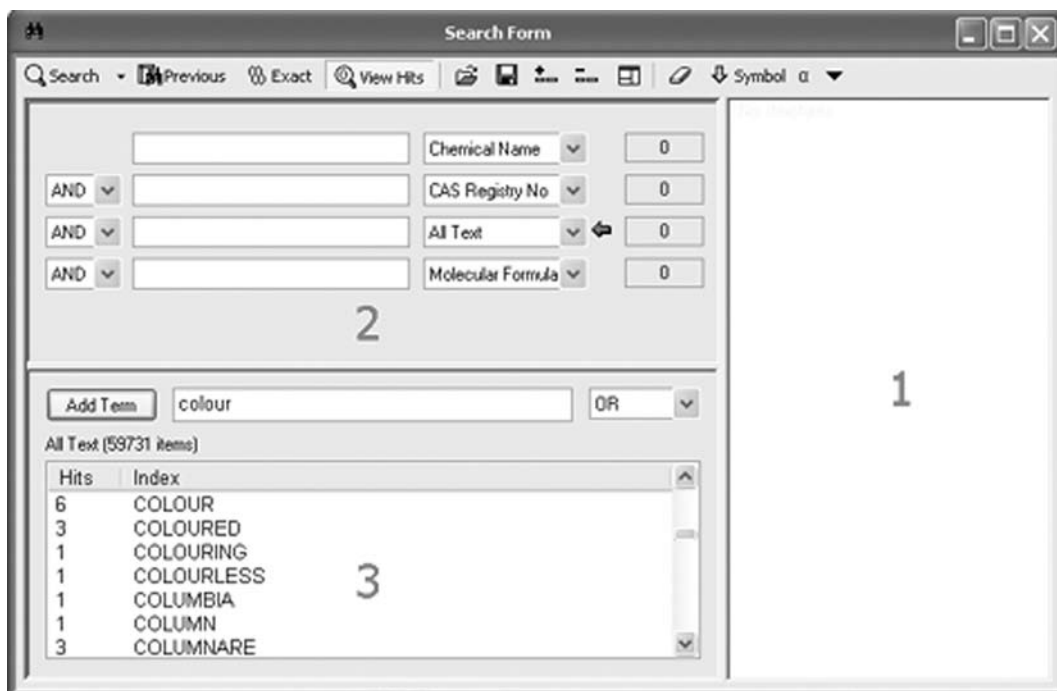 Search Form
Search Previous Exact View Hits Symbol α
Chemical Name 0
AND CAS Registry No 0
AND All Text 0
AND Molecular Formula 0
2
1
Add Term colour OR
All Text (59731 items)
Hits Index
6 COLOUR
3 COLOURED
1 COLOURING
1 COLOURLESS
1 COLUMBIA
1 COLUMN
3 COLUMNARE
3